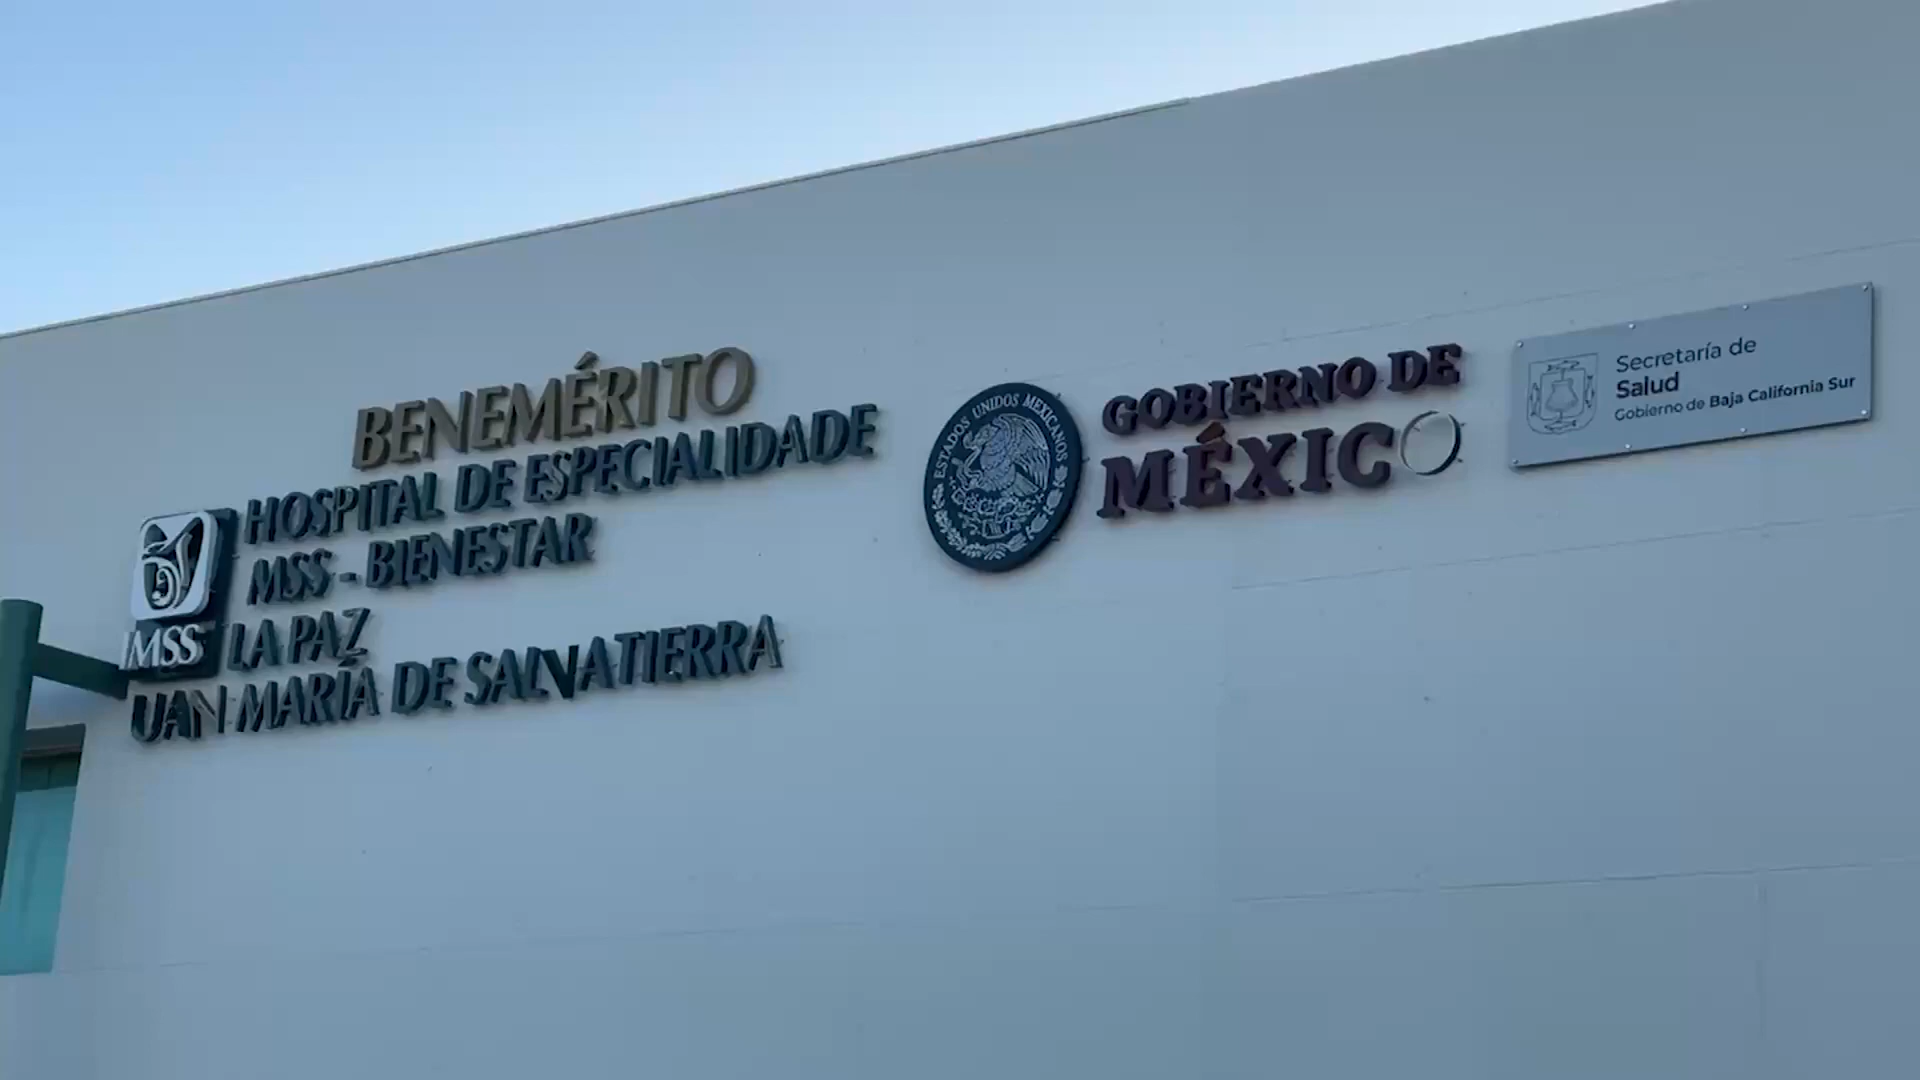 BENEMÉRITO
HOSPITAL DE ESPECIALIDADE
MSS - BIENESTAR
LA PAZ
UAN MARÍA DE SALVATIERRA
IMSS
ESTADOS UNIDOS MEXICANOS
GOBIERNO DE
MÉXICO
Secretaría de
Salud
Gobierno de Baja California Sur